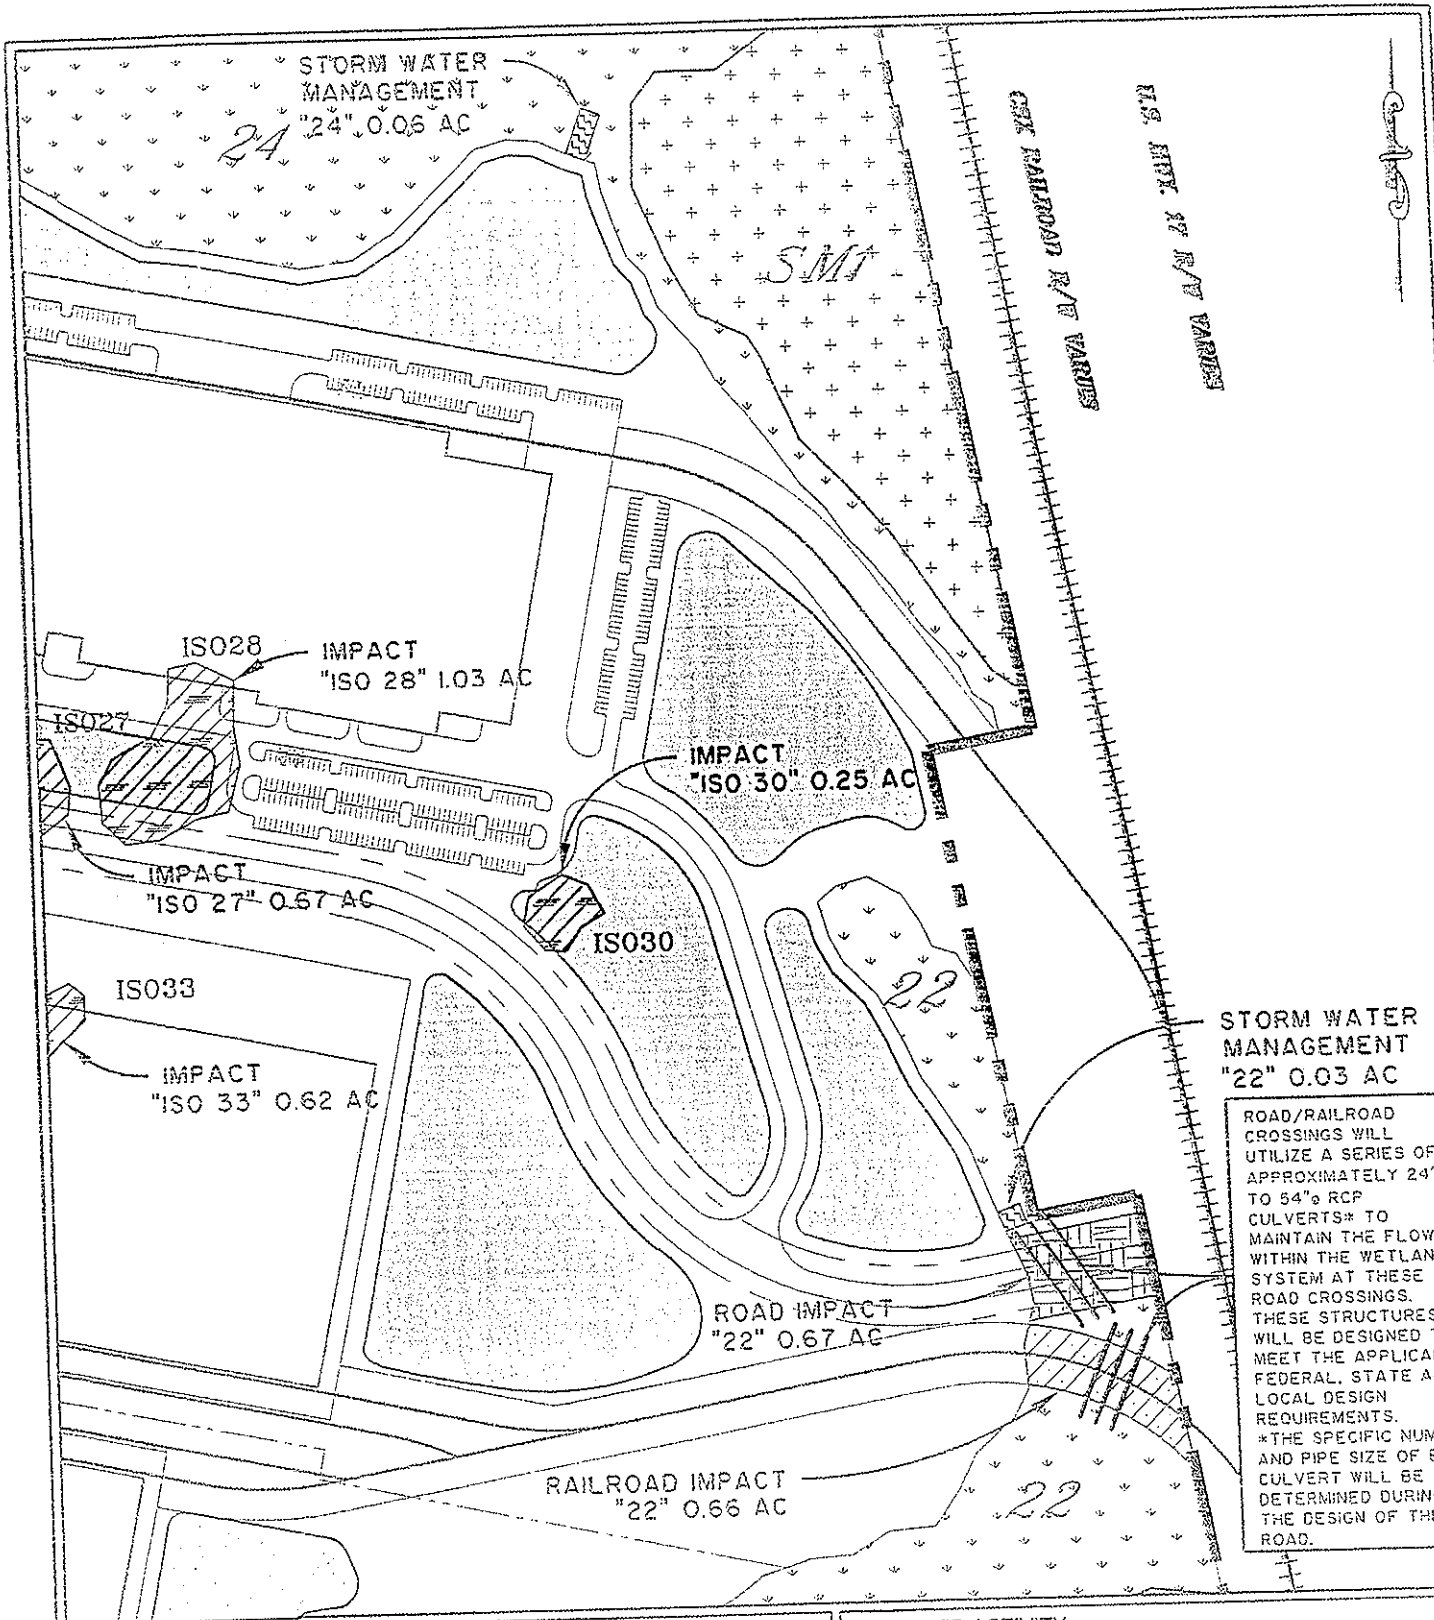 STORM WATER
MANAGEMENT
"24" 0.06 AC
24
SM1
CSX RAILROAD R/W VARIES
U.S. HWY. 17 R/W VARIES
ISO28
IMPACT
"ISO 28" 1.03 AC
ISO27
IMPACT
"ISO 30" 0.25 AC
IMPACT
"ISO 27" 0.67 AC
ISO30
22
ISO33
IMPACT
"ISO 33" 0.62 AC
STORM WATER
MANAGEMENT
"22" 0.03 AC
ROAD/RAILROAD
CROSSINGS WILL
UTILIZE A SERIES OF
APPROXIMATELY 24"
TO 54"ø RCP
CULVERTS* TO
MAINTAIN THE FLOW
WITHIN THE WETLAN
SYSTEM AT THESE
ROAD CROSSINGS.
THESE STRUCTURES
WILL BE DESIGNED T
MEET THE APPLICA
FEDERAL, STATE A
LOCAL DESIGN
REQUIREMENTS.
*THE SPECIFIC NUM
AND PIPE SIZE OF E
CULVERT WILL BE
DETERMINED DURIN
THE DESIGN OF THE
ROAD.
ROAD IMPACT
"22" 0.67 AC
RAILROAD IMPACT
"22" 0.66 AC
22